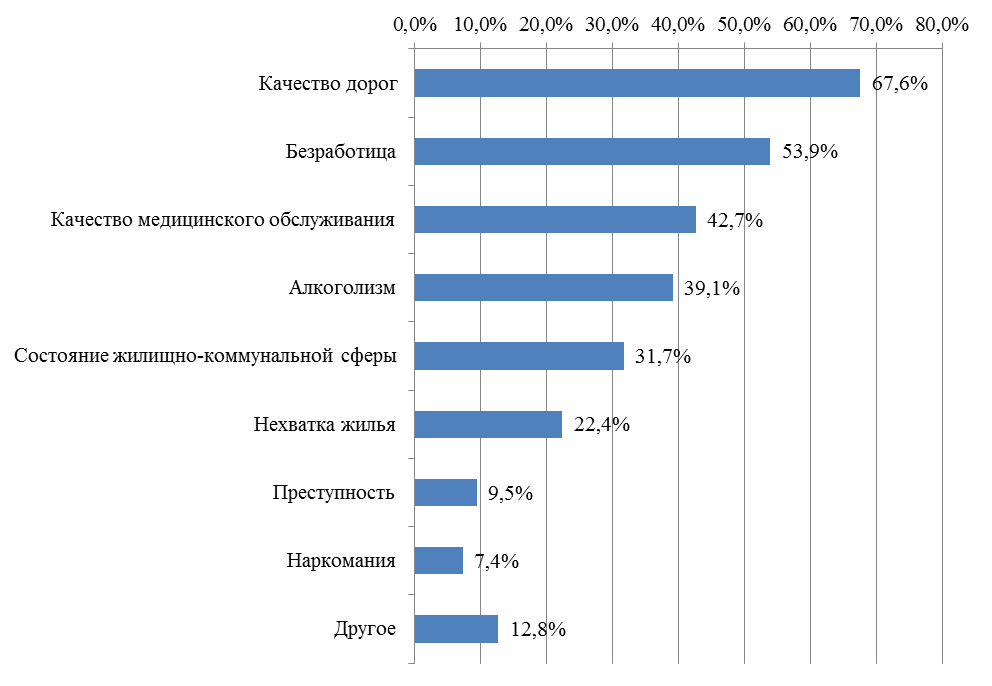 0,0% 10,0% 20,0% 30,0% 40,0% 50,0% 60,0% 70,0% 80,0%
Качество дорог 67,6%
Безработица 53,9%
Качество медицинского обслуживания 42,7%
Алкоголизм 39,1%
Состояние жилищно-коммунальной сферы 31,7%
Нехватка жилья 22,4%
Преступность 9,5%
Наркомания 7,4%
Другое 12,8%